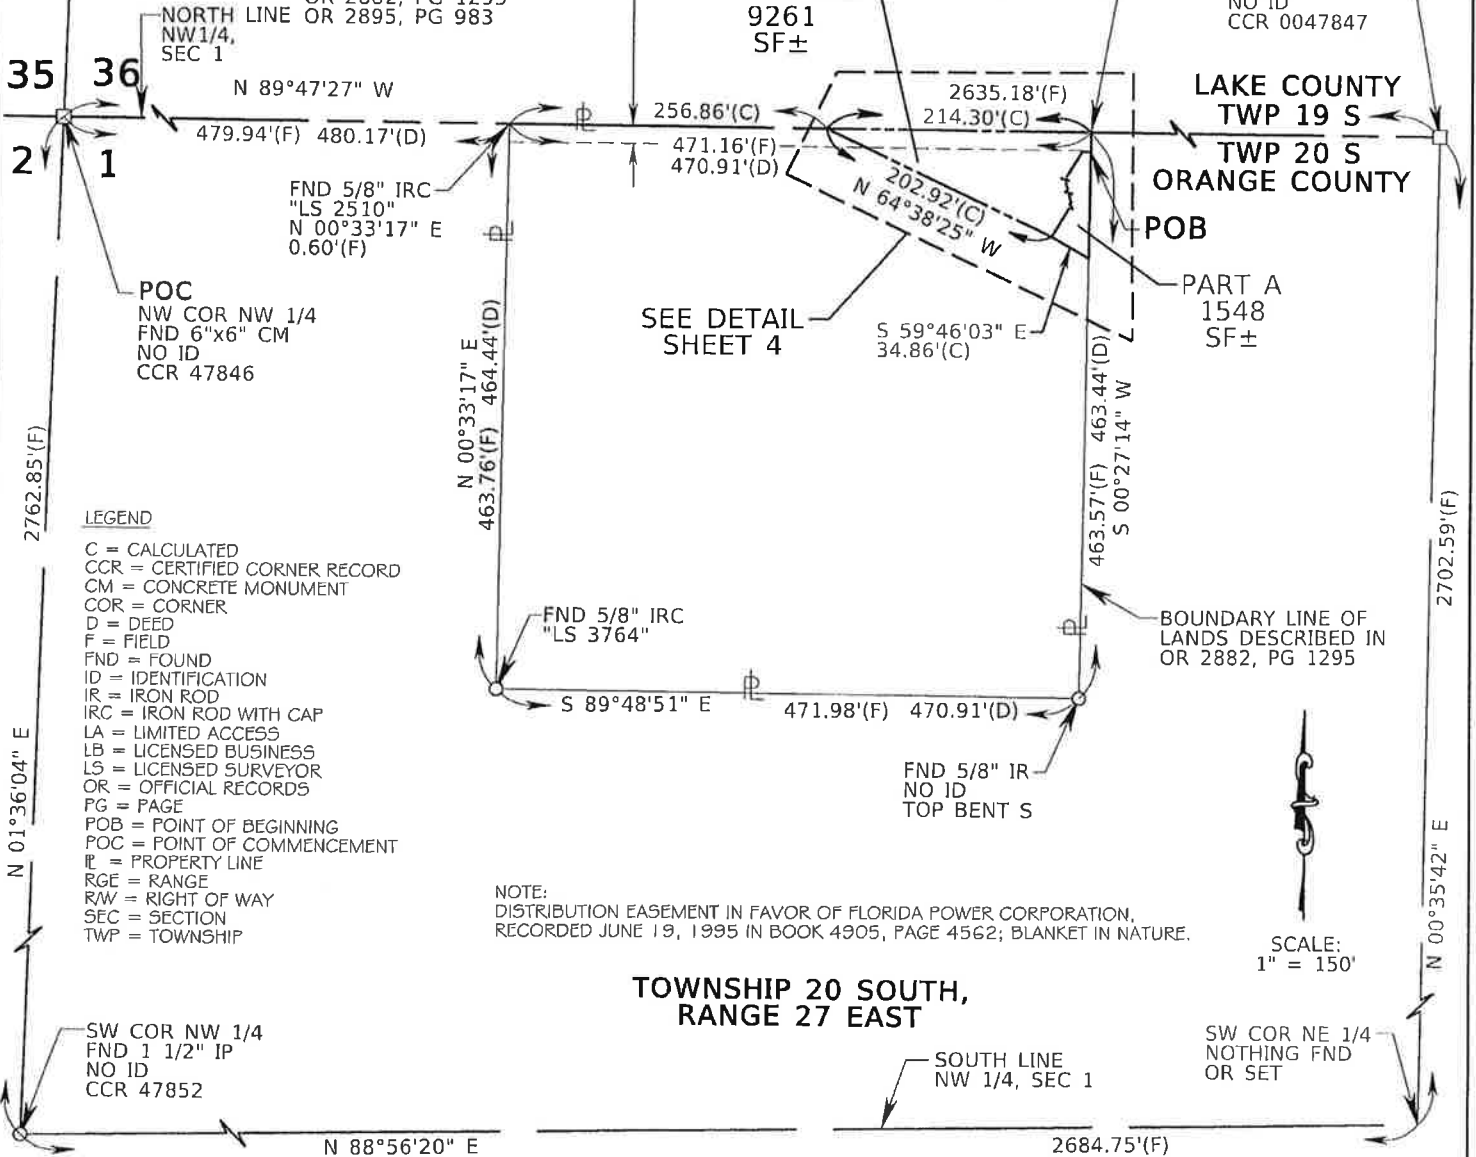 OR 2882, PG 1295
NORTH LINE OR 2895, PG 983
NW1/4,
SEC 1
9261
SF±
NO ID
CCR 0047847
35 36
2 1
N 89°47'27" W
479.94'(F) 480.17'(D)
256.86'(C)
471.16'(F)
470.91'(D)
2635.18'(F)
214.30'(C)
LAKE COUNTY
TWP 19 S
TWP 20 S
ORANGE COUNTY
FND 5/8" IRC
"LS 2510"
N 00°33'17" E
0.60'(F)
202.92'(C)
N 64°38'25" W
POB
POC
NW COR NW 1/4
FND 6"x6" CM
NO ID
CCR 47846
PART A
1548
SF±
SEE DETAIL
SHEET 4
S 59°46'03" E
34.86'(C)
N 00°33'17" E
463.76'(F) 464.44'(D)
463.57'(F) 463.44'(D)
S 00°27'14" W
2762.85'(F)
N 01°36'04" E
2702.59'(F)
N 00°35'42" E
LEGEND
C = CALCULATED
CCR = CERTIFIED CORNER RECORD
CM = CONCRETE MONUMENT
COR = CORNER
D = DEED
F = FIELD
FND = FOUND
ID = IDENTIFICATION
IR = IRON ROD
IRC = IRON ROD WITH CAP
LA = LIMITED ACCESS
LB = LICENSED BUSINESS
LS = LICENSED SURVEYOR
OR = OFFICIAL RECORDS
PG = PAGE
POB = POINT OF BEGINNING
POC = POINT OF COMMENCEMENT
PL = PROPERTY LINE
RGE = RANGE
R/W = RIGHT OF WAY
SEC = SECTION
TWP = TOWNSHIP
FND 5/8" IRC
"LS 3764"
BOUNDARY LINE OF
LANDS DESCRIBED IN
OR 2882, PG 1295
S 89°48'51" E
471.98'(F) 470.91'(D)
FND 5/8" IR
NO ID
TOP BENT S
NOTE:
DISTRIBUTION EASEMENT IN FAVOR OF FLORIDA POWER CORPORATION,
RECORDED JUNE 19, 1995 IN BOOK 4905, PAGE 4562; BLANKET IN NATURE.
SCALE:
1" = 150'
TOWNSHIP 20 SOUTH,
RANGE 27 EAST
SW COR NW 1/4
FND 1 1/2" IP
NO ID
CCR 47852
SOUTH LINE
NW 1/4, SEC 1
SW COR NE 1/4
NOTHING FND
OR SET
N 88°56'20" E
2684.75'(F)